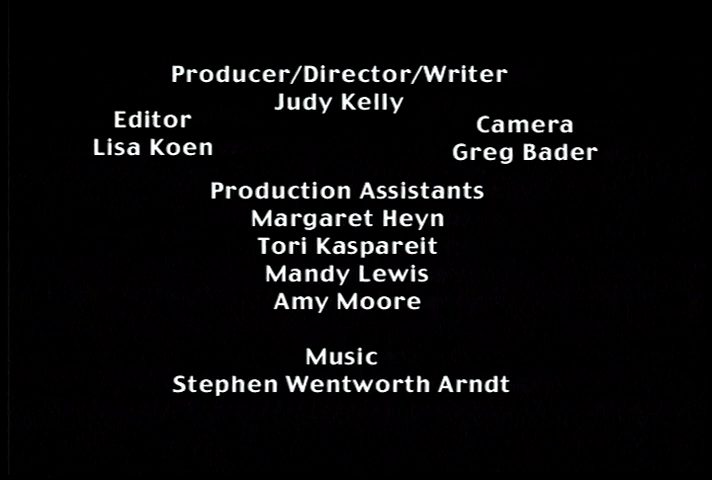 Producer/Director/Writer
Judy Kelly
Editor
Lisa Koen
Camera
Greg Bader
Production Assistants
Margaret Heyn
Tori Kaspareit
Mandy Lewis
Amy Moore
Music
Stephen Wentworth Arndt